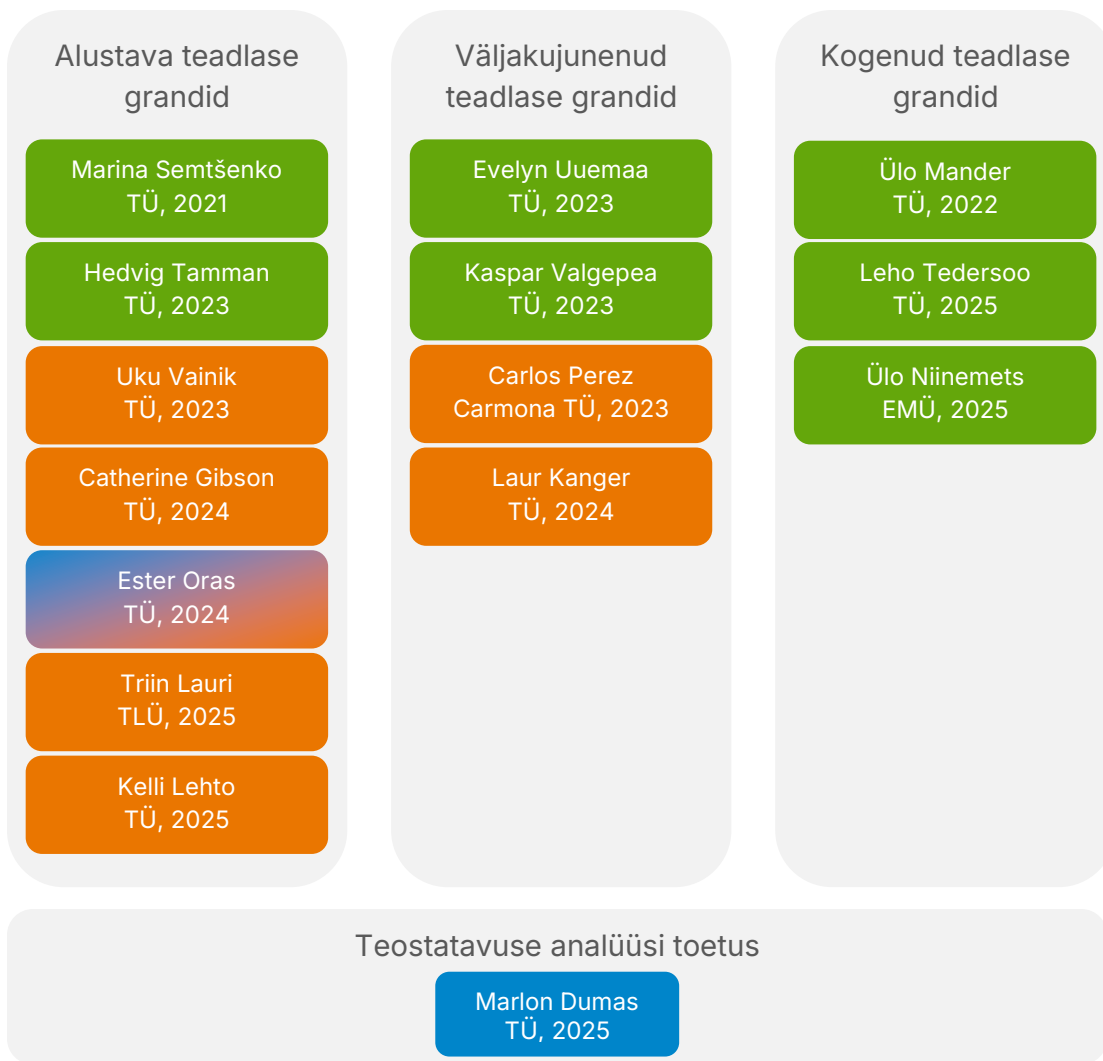 Alustava teadlase
grandid
Marina Semtšenko
TÜ, 2021
Hedvig Tamman
TÜ, 2023
Uku Vainik
TÜ, 2023
Catherine Gibson
TÜ, 2024
Ester Oras
TÜ, 2024
Triin Lauri
TLÜ, 2025
Kelli Lehto
TÜ, 2025
Väljakujunenud
teadlase grandid
Evelyn Uuemaa
TÜ, 2023
Kaspar Valgepea
TÜ, 2023
Carlos Perez
Carmona TÜ, 2023
Laur Kanger
TÜ, 2024
Kogenud teadlase
grandid
Ülo Mander
TÜ, 2022
Leho Tedersoo
TÜ, 2025
Ülo Niinemets
EMÜ, 2025
Teostatavuse analüüsi toetus
Marlon Dumas
TÜ, 2025